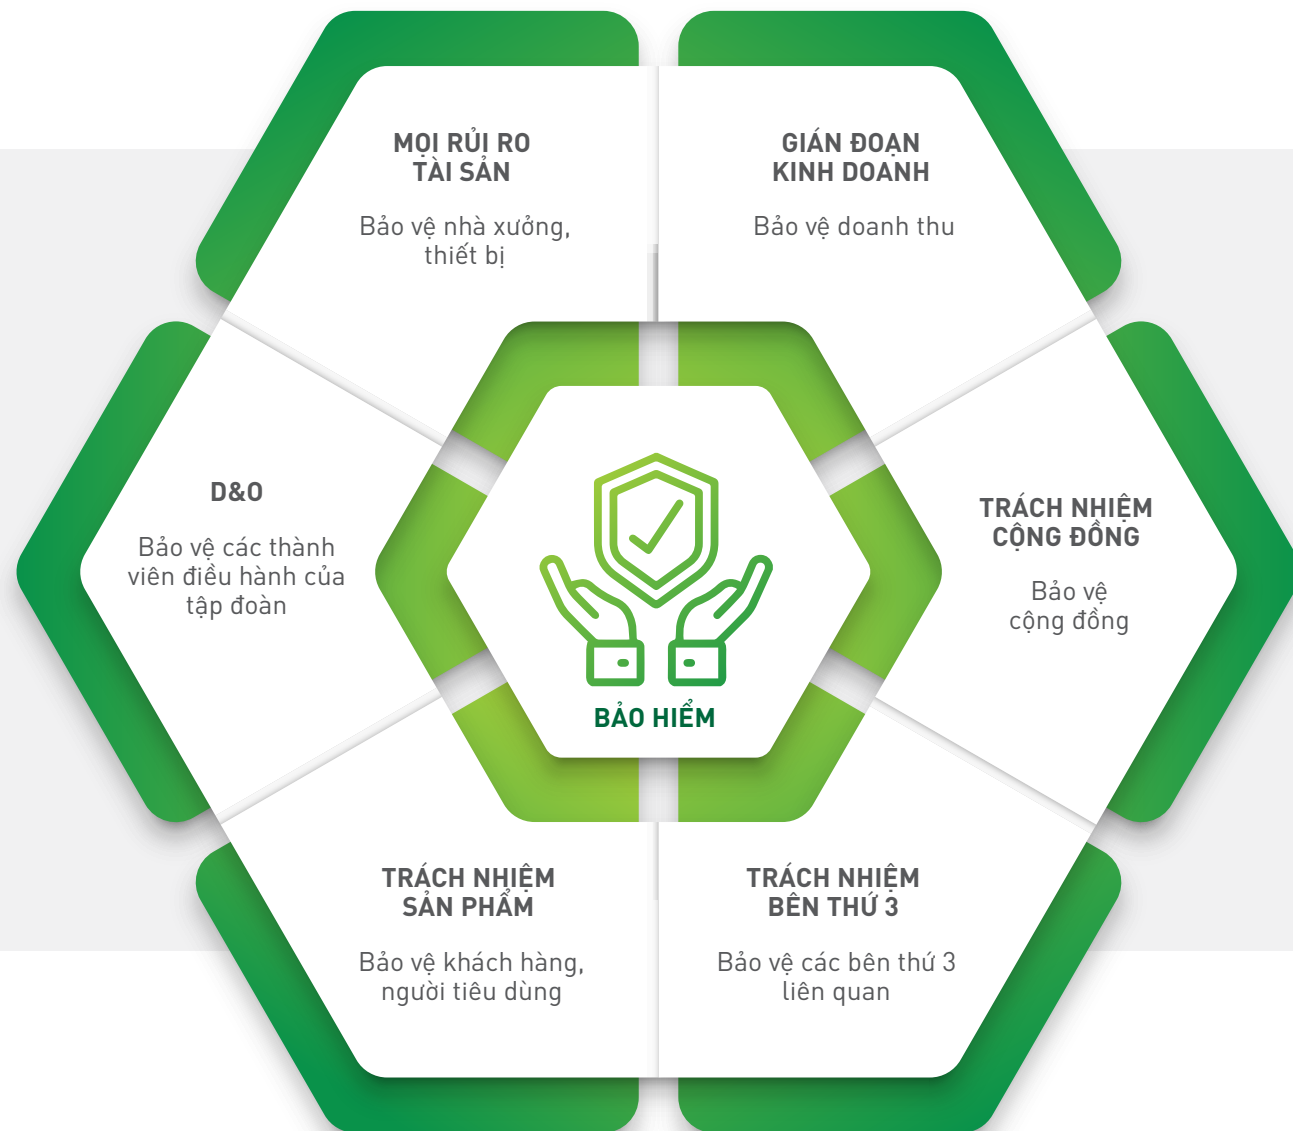 MỌI RỦI RO
TÀI SẢN
Bảo vệ nhà xưởng,
thiết bị
GIÁN ĐOẠN
KINH DOANH
Bảo vệ doanh thu
D&O
Bảo vệ các thành
viên điều hành của
tập đoàn
TRÁCH NHIỆM
CỘNG ĐỒNG
Bảo vệ
cộng đồng
BẢO HIỂM
TRÁCH NHIỆM
SẢN PHẨM
Bảo vệ khách hàng,
người tiêu dùng
TRÁCH NHIỆM
BÊN THỨ 3
Bảo vệ các bên thứ 3
liên quan